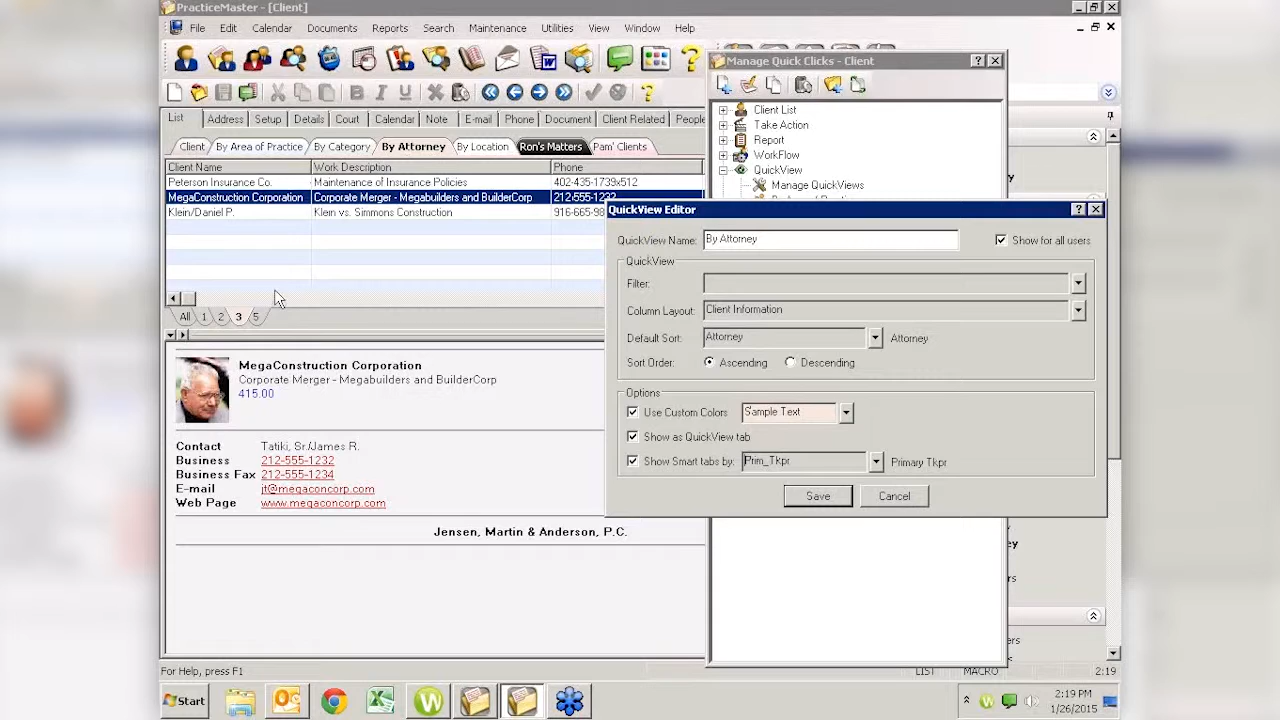 PracticeMaster - [Client]
File Edit Calendar Documents Reports Search Maintenance Utilities View Window Help
Manage Quick Clicks - Client
List Address Setup Details Court Calendar Note E-mail Phone Document Client Related People
Client By Area of Practice By Category By Attorney By Location Ron's Matters Pam' Clients
Client Name Work Description Phone
Peterson Insurance Co. Maintenance of Insurance Policies 402-435-1739x512
MegaConstruction Corporation Corporate Merger - Megabuilders and BuilderCorp 212-555-1232
Klein/Daniel P. Klein vs. Simmons Construction 916-665-98
All 1 2 3 5
Client List
Take Action
Report
WorkFlow
QuickView
Manage QuickViews
QuickView Editor
QuickView Name: By Attorney Show for all users
QuickView
Filter:
Column Layout: Client Information
Default Sort: Attorney Attorney
Sort Order: Ascending Descending
Options
Use Custom Colors Sample Text
Show as QuickView tab
Show Smart tabs by: Prim_Tkpr Primary Tkpr
Save Cancel
MegaConstruction Corporation
Corporate Merger - Megabuilders and BuilderCorp
415.00
Contact Tatiki, Sr/James R.
Business 212-555-1232
Business Fax 212-555-1234
E-mail jt@megaconcorp.com
Web Page www.megaconcorp.com
Jensen, Martin & Anderson, P.C.
For Help, press F1 LIST MACRO 2:19
Start 2:19 PM
1/26/2015